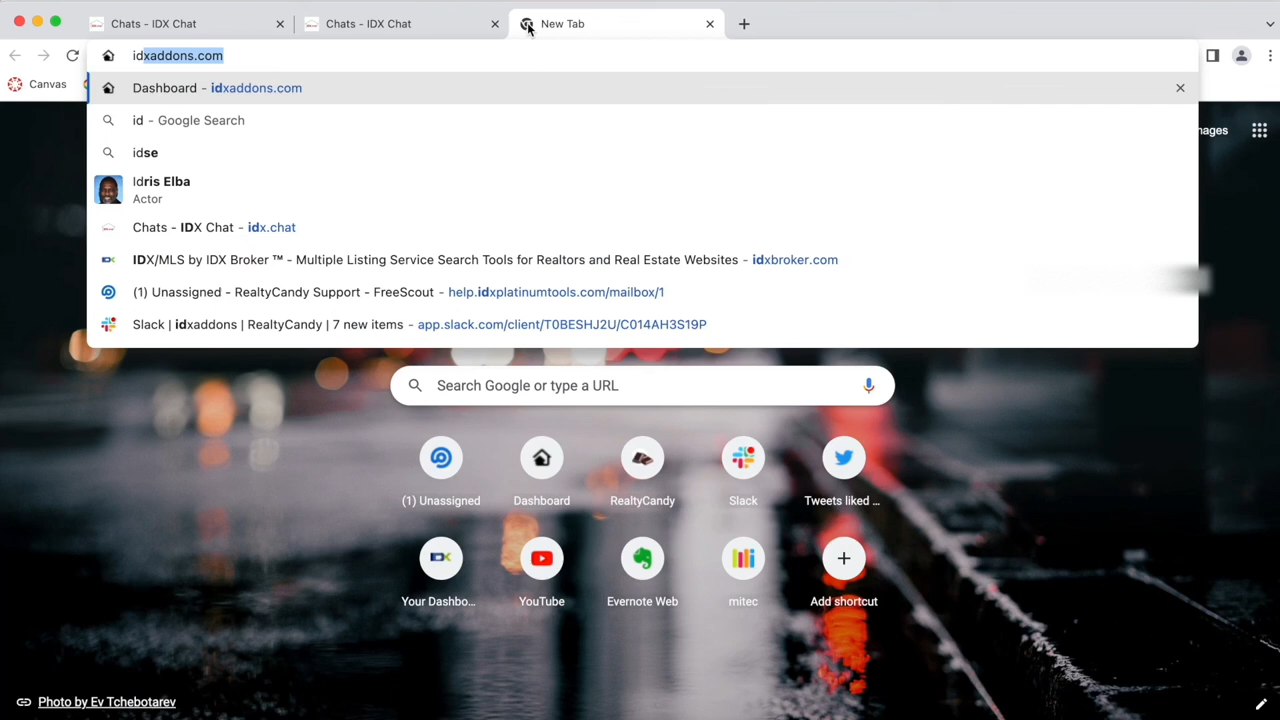 Chats - IDX Chat
Chats - IDX Chat
New Tab
idxaddons.com
Canvas
Dashboard - idxaddons.com
id - Google Search
idse
Idris Elba
Actor
Chats - IDX Chat - idx.chat
IDX/MLS by IDX Broker ™ - Multiple Listing Service Search Tools for Realtors and Real Estate Websites - idxbroker.com
(1) Unassigned - RealtyCandy Support - FreeScout - help.idxplatinumtools.com/mailbox/1
Slack | idxaddons | RealtyCandy | 7 new items - app.slack.com/client/T0BESHJ2U/C014AH3S19P
Search Google or type a URL
(1) Unassigned
Dashboard
RealtyCandy
Slack
Tweets liked ...
Your Dashbo...
YouTube
Evernote Web
mitec
Add shortcut
Photo by Ev Tchebotarev